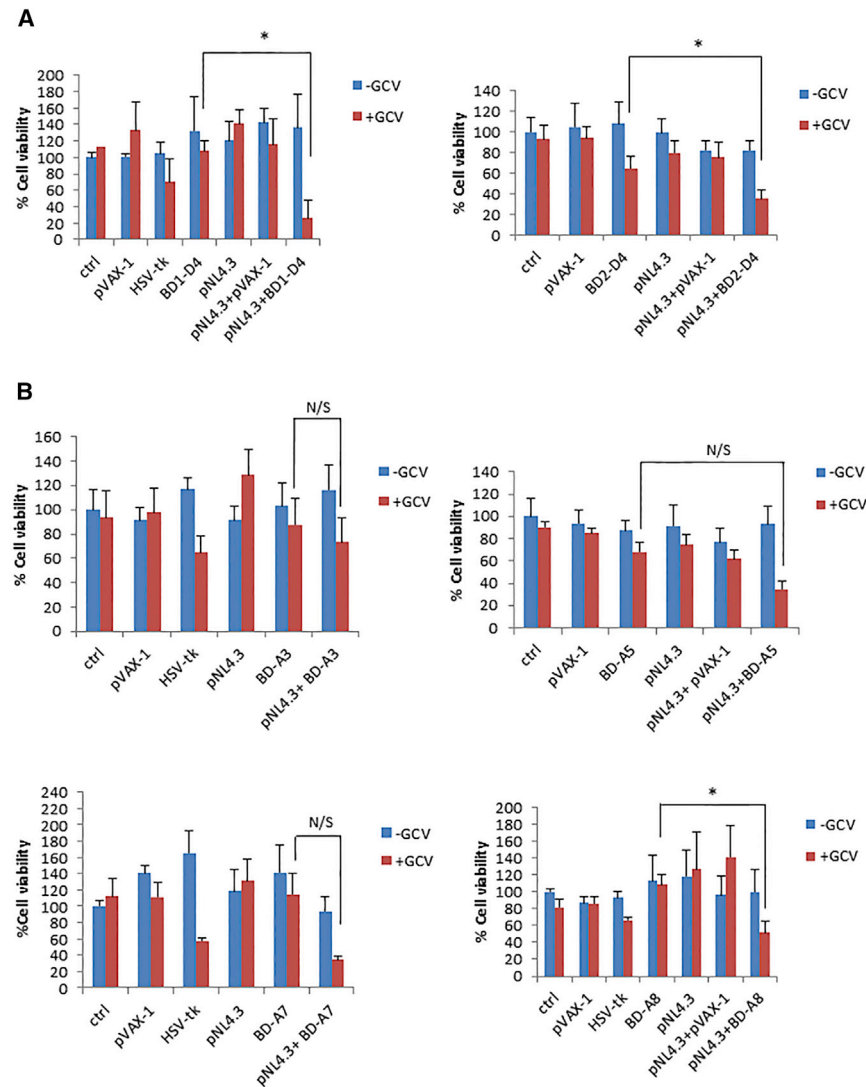 A
*
200
180
160
140
120
100
80
60
40
20
0
% Cell viability
-GCV
+GCV
ctrl
pVAX-1
HSV-tk
BD1-D4
pNL4.3
pNL4.3+pVAX-1
pNL4.3+BD1-D4
*
140
120
100
80
60
40
20
0
% Cell viability
-GCV
+GCV
ctrl
pVAX-1
BD2-D4
pNL4.3
pNL4.3+pVAX-1
pNL4.3+BD2-D4
B
N/S
160
140
120
100
80
60
40
20
0
% Cell viability
-GCV
+GCV
ctrl
pVAX-1
HSV-tk
pNL4.3
BD-A3
pNL4.3+ BD-A3
N/S
140
120
100
80
60
40
20
0
% Cell viability
-GCV
+GCV
ctrl
pVAX-1
BD-A5
pNL4.3
pNL4.3+ pVAX-1
pNL4.3+BD-A5
N/S
240
220
200
180
160
140
120
100
80
60
40
20
0
%Cell viability
-GCV
+GCV
ctrl
pVAX-1
HSV-tk
pNL4.3
BD-A7
pNL4.3+ BD-A7
*
200
180
160
140
120
100
80
60
40
20
0
% Cell viability
-GCV
+GCV
ctrl
pVAX-1
HSV-tk
BD-A8
pNL4.3
pNL4.3+pVAX-1
pNL4.3+BD-A8